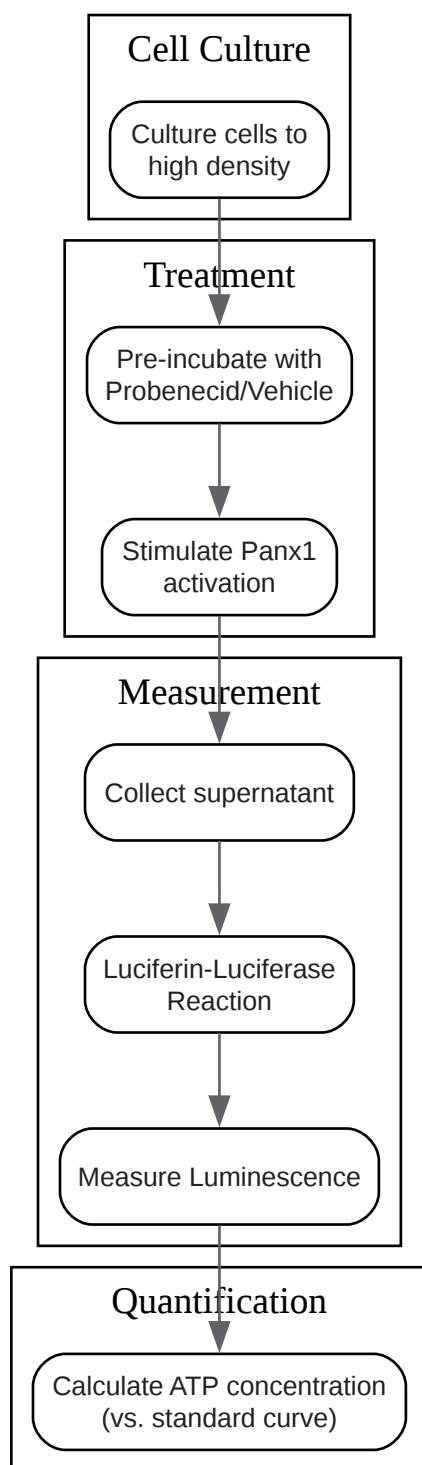 Cell Culture
Culture cells to
high density
Treatment
Pre-incubate with
Probenecid/Vehicle
Stimulate Panx1
activation
Measurement
Collect supernatant
Luciferin-Luciferase
Reaction
Measure Luminescence
Quantification
Calculate ATP concentration
(vs. standard curve)